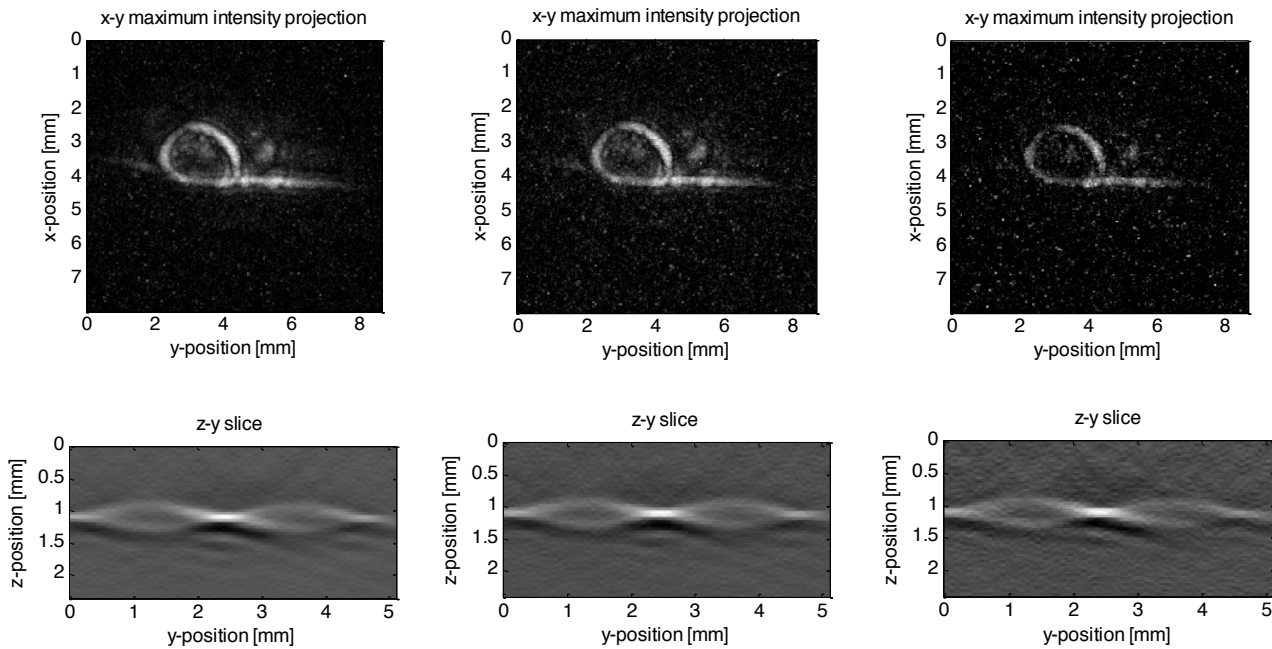 x-y maximum intensity projection
x-y maximum intensity projection
x-y maximum intensity projection
0
1
2
3
4
5
6
7
x-position [mm]
0 2 4 6 8
y-position [mm]
0
1
2
3
4
5
6
7
x-position [mm]
0 2 4 6 8
y-position [mm]
0
1
2
3
4
5
6
7
x-position [mm]
0 2 4 6 8
y-position [mm]
z-y slice
z-y slice
z-y slice
0
0.5
1
1.5
2
z-position [mm]
0 1 2 3 4 5
y-position [mm]
0
0.5
1
1.5
2
z-position [mm]
0 1 2 3 4 5
y-position [mm]
0
0.5
1
1.5
2
z-position [mm]
0 1 2 3 4 5
y-position [mm]